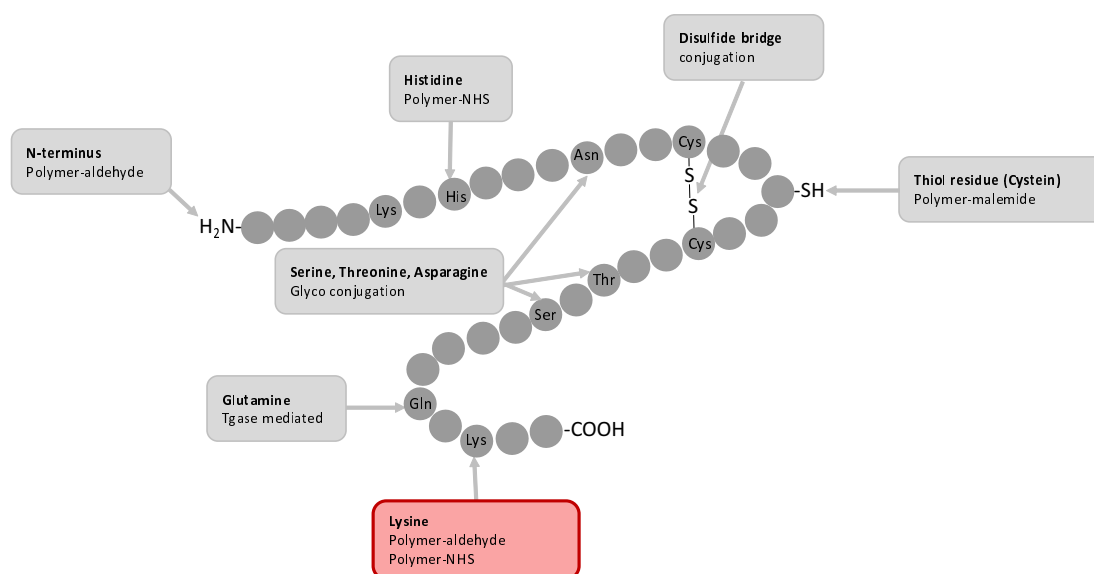 Disulfide bridge
conjugation
Histidine
Polymer-NHS
N-terminus
Polymer-aldehyde
Thiol residue (Cystein)
Polymer-malemide
H₂N-
Lys
His
Asn
Cys
S
S
Cys
-SH
Serine, Threonine, Asparagine
Glyco conjugation
Thr
Ser
Glutamine
Tgase mediated
Gln
Lys
-COOH
Lysine
Polymer-aldehyde
Polymer-NHS